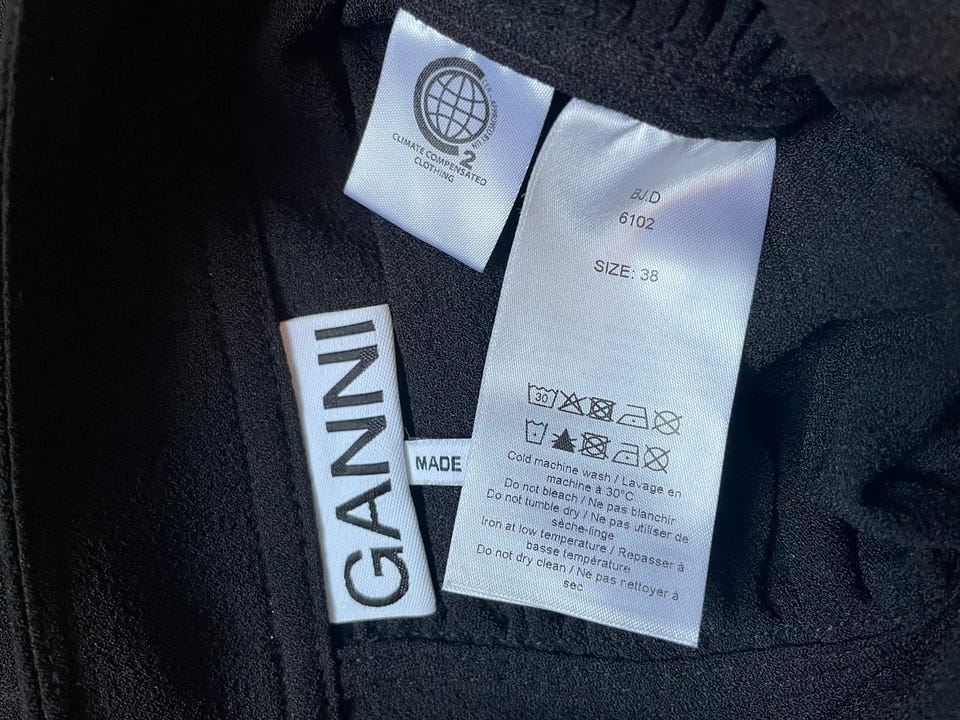 CLIMATE COMPENSATED
CLOTHING
2
BJ.D
6102
SIZE: 38
GANNI
MADE
30
Cold machine wash / Lavage en
machine à 30°C
Do not bleach / Ne pas blanchir
Do not tumble dry / Ne pas utiliser de
sèche-linge
Iron at low temperature / Repasser à
basse température
Do not dry clean / Ne pas nettoyer à
sec